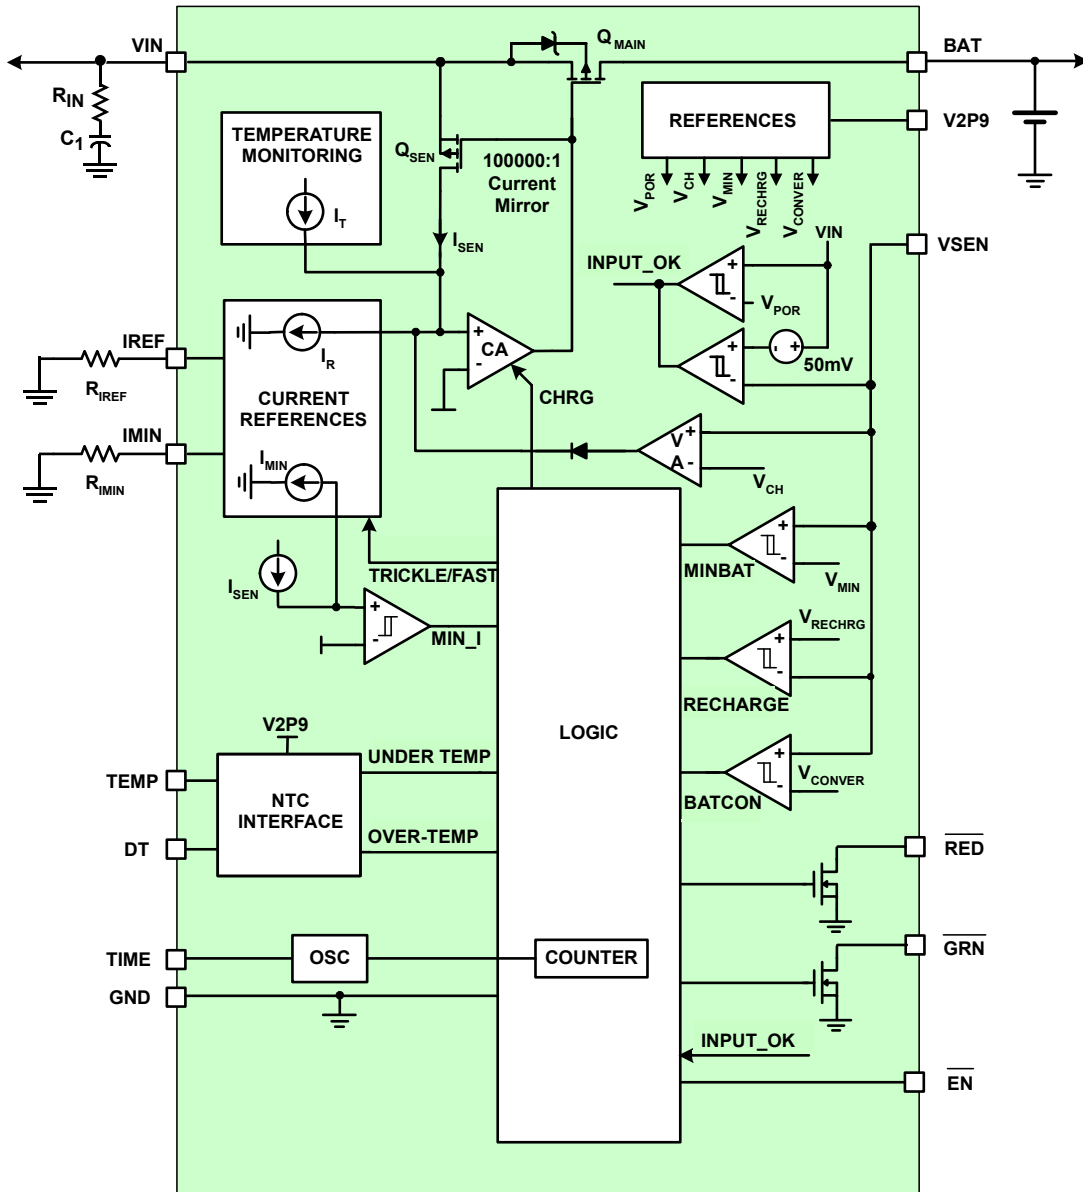 VIN
Q MAIN
BAT
RIN
C1
TEMPERATURE
MONITORING
IT
QSEN
100000:1
Current
Mirror
ISEN
REFERENCES
V2P9
VPOR
VCH
VMIN
VRECHRG
VCONVER
VIN
VSEN
INPUT_OK
+
-
VPOR
- +
50mV
+
-
IREF
RIREF
IR
CURRENT
REFERENCES
+
CA
-
CHRG
IMIN
RIMIN
IMIN
V +
A -
VCH
TRICKLE/FAST
ISEN
+
-
MIN_I
+
-
MINBAT
VMIN
VRECHRG
+
-
RECHARGE
LOGIC
+
-
VCONVER
BATCON
V2P9
TEMP
NTC
INTERFACE
UNDER TEMP
OVER-TEMP
DT
RED
GRN
TIME
OSC
COUNTER
GND
INPUT_OK
EN